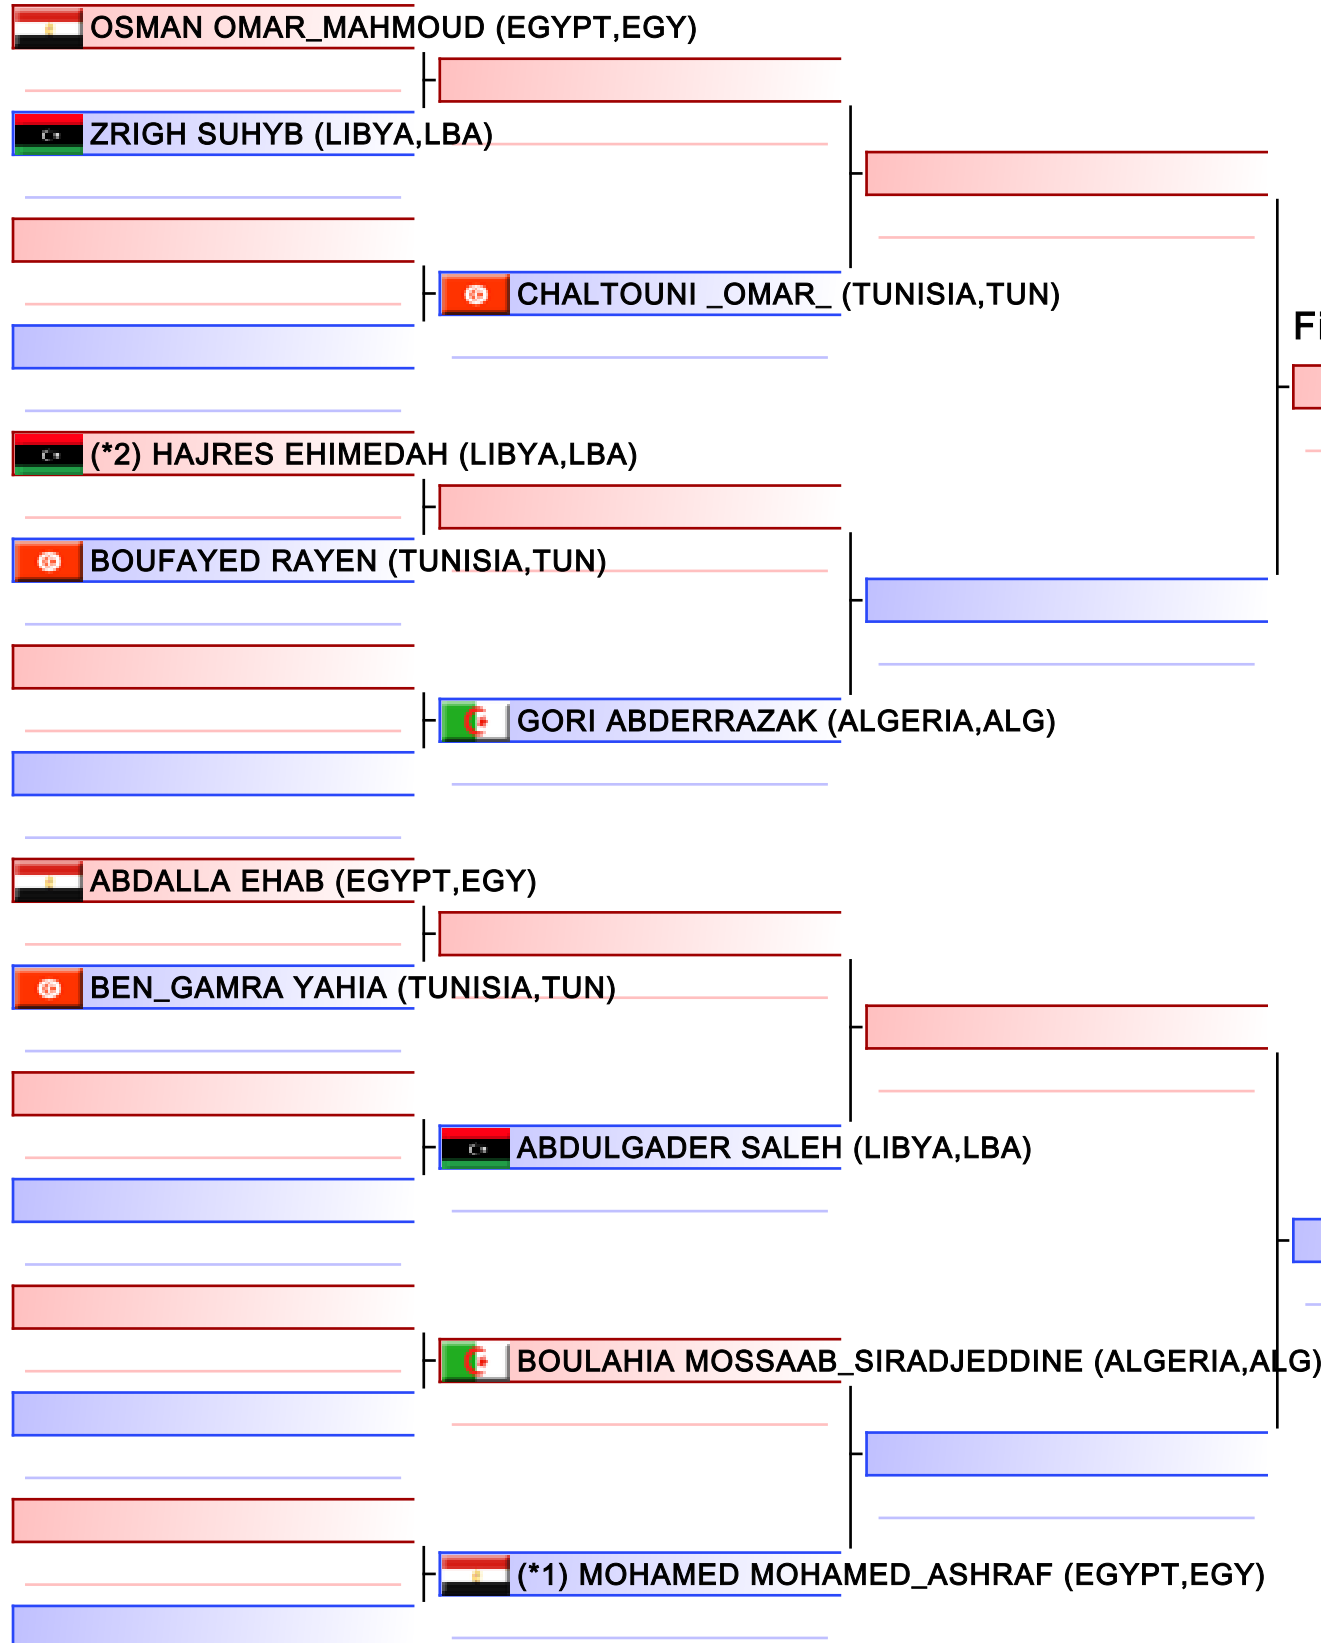 OSMAN OMAR_MAHMOUD (EGYPT,EGY)
ZRIGH SUHYB (LIBYA,LBA)
CHALTOUNI _OMAR_ (TUNISIA,TUN)
Fi
(*2) HAJRES EHIMEDAH (LIBYA,LBA)
BOUFAYED RAYEN (TUNISIA,TUN)
GORI ABDERRAZAK (ALGERIA,ALG)
ABDALLA EHAB (EGYPT,EGY)
BEN_GAMRA YAHIA (TUNISIA,TUN)
ABDULGADER SALEH (LIBYA,LBA)
BOULAHIA MOSSAAB_SIRADJEDDINE (ALGERIA,ALG)
(*1) MOHAMED MOHAMED_ASHRAF (EGYPT,EGY)